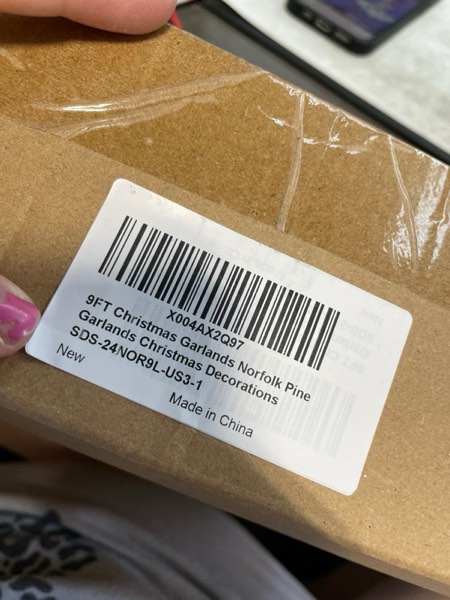 X004AX2Q97
9FT Christmas Garlands Norfolk Pine
Garlands Christmas Decorations
SDS-24NOR9L-US3-1
New
Made in China